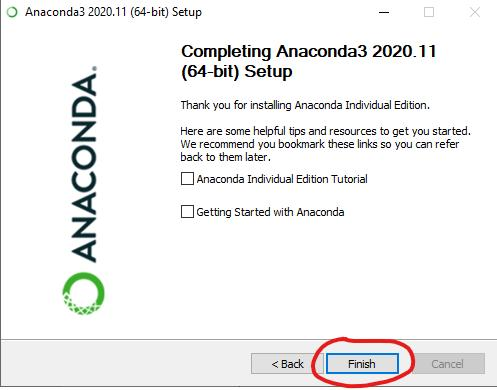 Anaconda3 2020.11 (64-bit) Setup
Completing Anaconda3 2020.11
(64-bit) Setup
Thank you for installing Anaconda Individual Edition.
Here are some helpful tips and resources to get you started.
We recommend you bookmark these links so you can refer
back to them later.
Anaconda Individual Edition Tutorial
Getting Started with Anaconda
ANACONDA.
< Back
Finish
Cancel